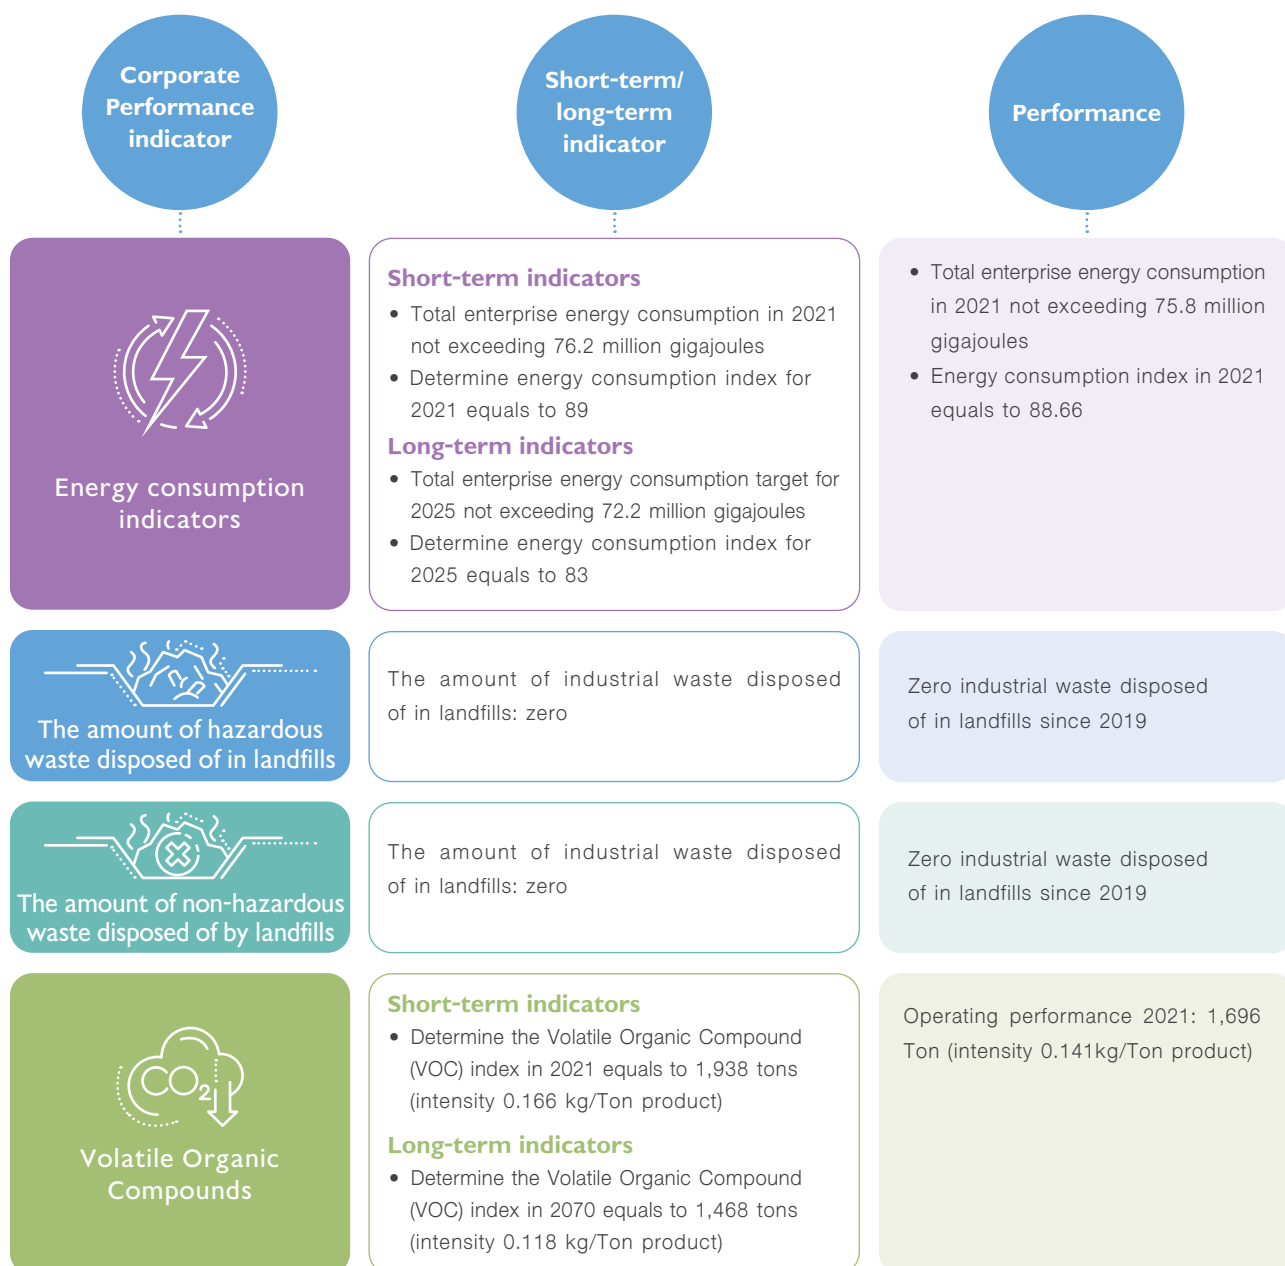 Corporate
Performance
indicator
Short-term/
long-term
indicator
Performance
Energy consumption
indicators
Short-term indicators
• Total enterprise energy consumption in 2021
not exceeding 76.2 million gigajoules
• Determine energy consumption index for
2021 equals to 89
Long-term indicators
• Total enterprise energy consumption target for
2025 not exceeding 72.2 million gigajoules
• Determine energy consumption index for
2025 equals to 83
• Total enterprise energy consumption
in 2021 not exceeding 75.8 million
gigajoules
• Energy consumption index in 2021
equals to 88.66
The amount of hazardous
waste disposed of in landfills
The amount of industrial waste disposed
of in landfills: zero
Zero industrial waste disposed
of in landfills since 2019
The amount of non-hazardous
waste disposed of by landfills
The amount of industrial waste disposed
of in landfills: zero
Zero industrial waste disposed
of in landfills since 2019
CO2
Volatile Organic
Compounds
Short-term indicators
• Determine the Volatile Organic Compound
(VOC) index in 2021 equals to 1,938 tons
(intensity 0.166 kg/Ton product)
Long-term indicators
• Determine the Volatile Organic Compound
(VOC) index in 2070 equals to 1,468 tons
(intensity 0.118 kg/Ton product)
Operating performance 2021: 1,696
Ton (intensity 0.141kg/Ton product)